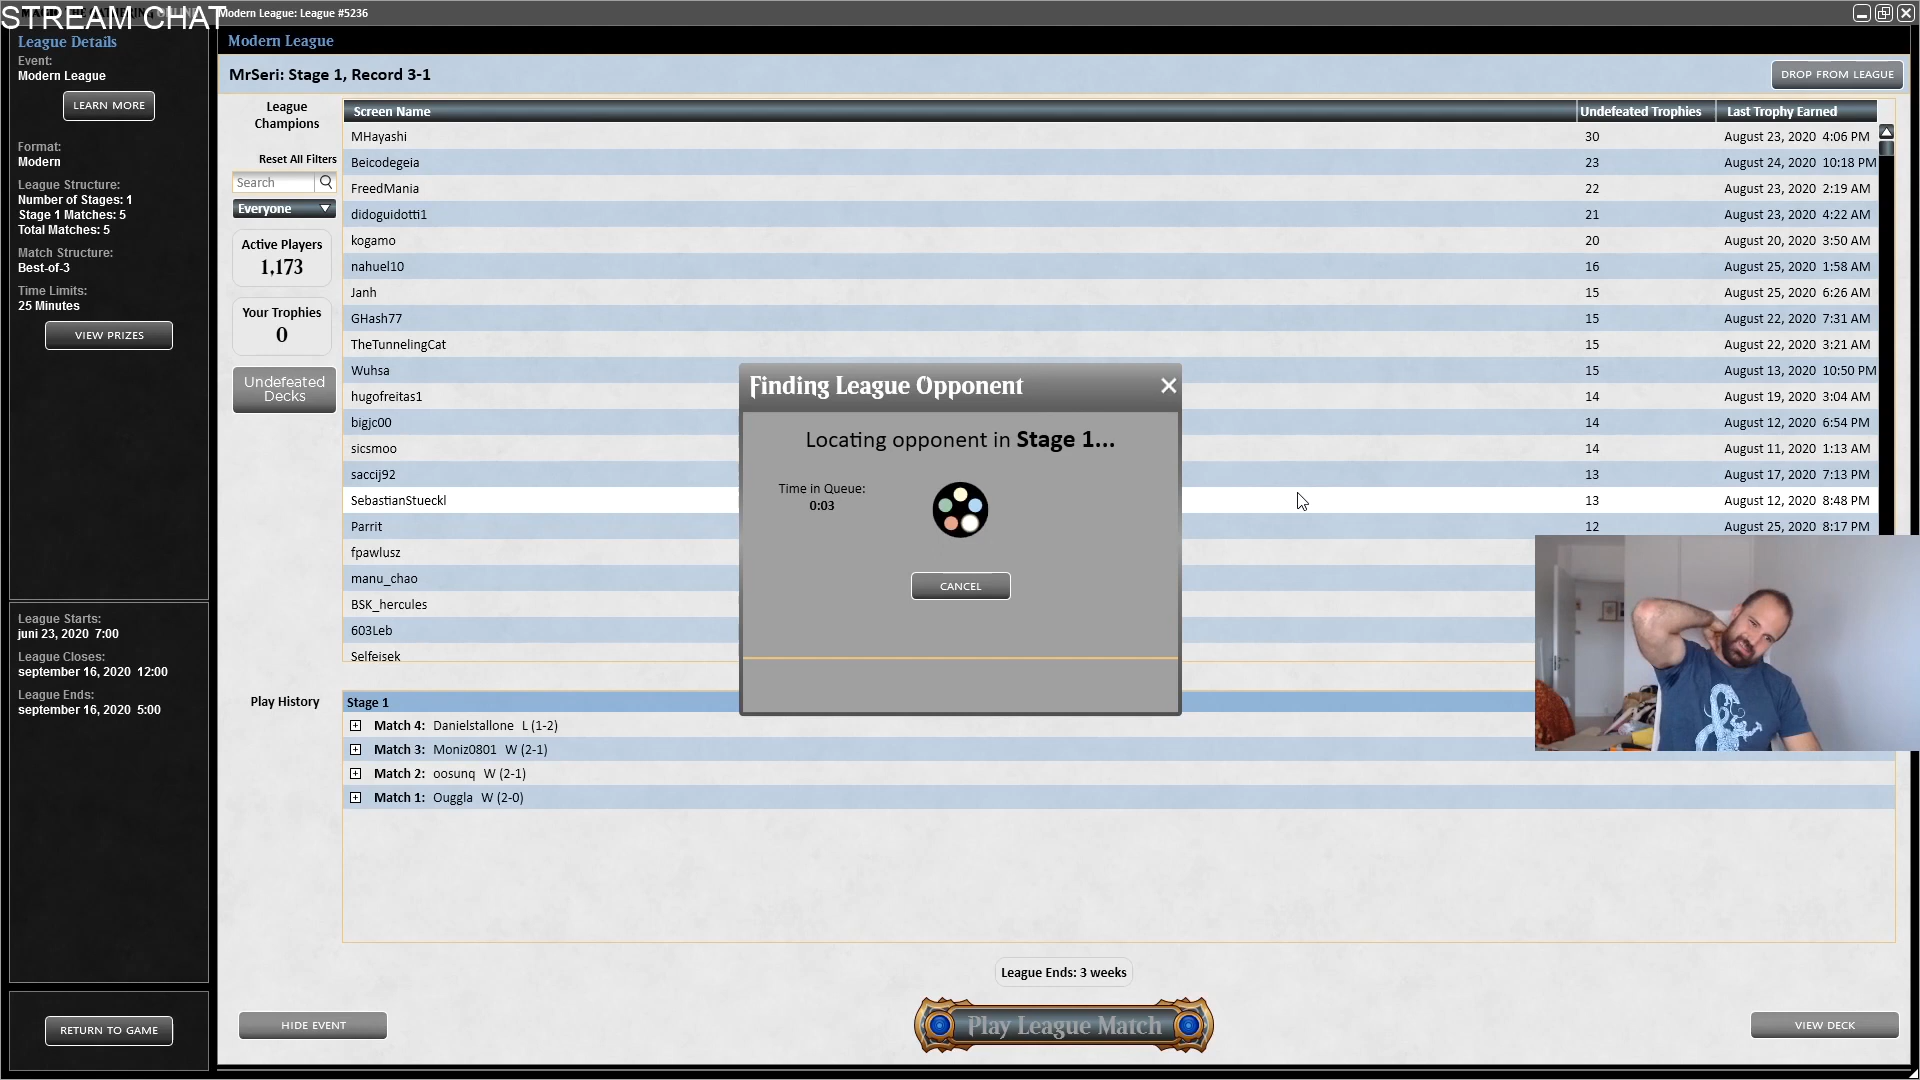 STREAM CHAT
Modern League: League #5236
League Details
Event:
Modern League
LEARN MORE
Format:
Modern
League Structure:
Number of Stages: 1
Stage 1 Matches: 5
Total Matches: 5
Match Structure:
Best-of-3
Time Limits:
25 Minutes
VIEW PRIZES
League Starts:
juni 23, 2020 7:00
League Closes:
september 16, 2020 12:00
League Ends:
september 16, 2020 5:00
RETURN TO GAME
Modern League
MrSeri: Stage 1, Record 3-1
DROP FROM LEAGUE
League
Champions
Reset All Filters
Search
Everyone
Active Players
1,173
Your Trophies
0
Undefeated
Decks
Screen Name Undefeated Trophies Last Trophy Earned
MHayashi 30 August 23, 2020 4:06 PM
Beicodegeia 23 August 24, 2020 10:18 PM
FreedMania 22 August 23, 2020 2:19 AM
didoguidotti1 21 August 23, 2020 4:22 AM
kogamo 20 August 20, 2020 3:50 AM
nahuel10 16 August 25, 2020 1:58 AM
Janh 15 August 25, 2020 6:26 AM
GHash77 15 August 22, 2020 7:31 AM
TheTunnelingCat 15 August 22, 2020 3:21 AM
Wuhsa 15 August 13, 2020 10:50 PM
hugofreitas1 14 August 19, 2020 3:04 AM
bigjc00 14 August 12, 2020 6:54 PM
sicsmoo 14 August 11, 2020 1:13 AM
saccij92 13 August 17, 2020 7:13 PM
SebastianStueckl 13 August 12, 2020 8:48 PM
Parrit 12 August 25, 2020 8:17 PM
fpawlusz
manu_chao
BSK_hercules
603Leb
Selfeisek
Finding League Opponent
Locating opponent in Stage 1...
Time in Queue:
0:03
CANCEL
Play History
Stage 1
Match 4: Danielstallone L (1-2)
Match 3: Moniz0801 W (2-1)
Match 2: oosunq W (2-1)
Match 1: Ouggla W (2-0)
League Ends: 3 weeks
HIDE EVENT
Play League Match
VIEW DECK